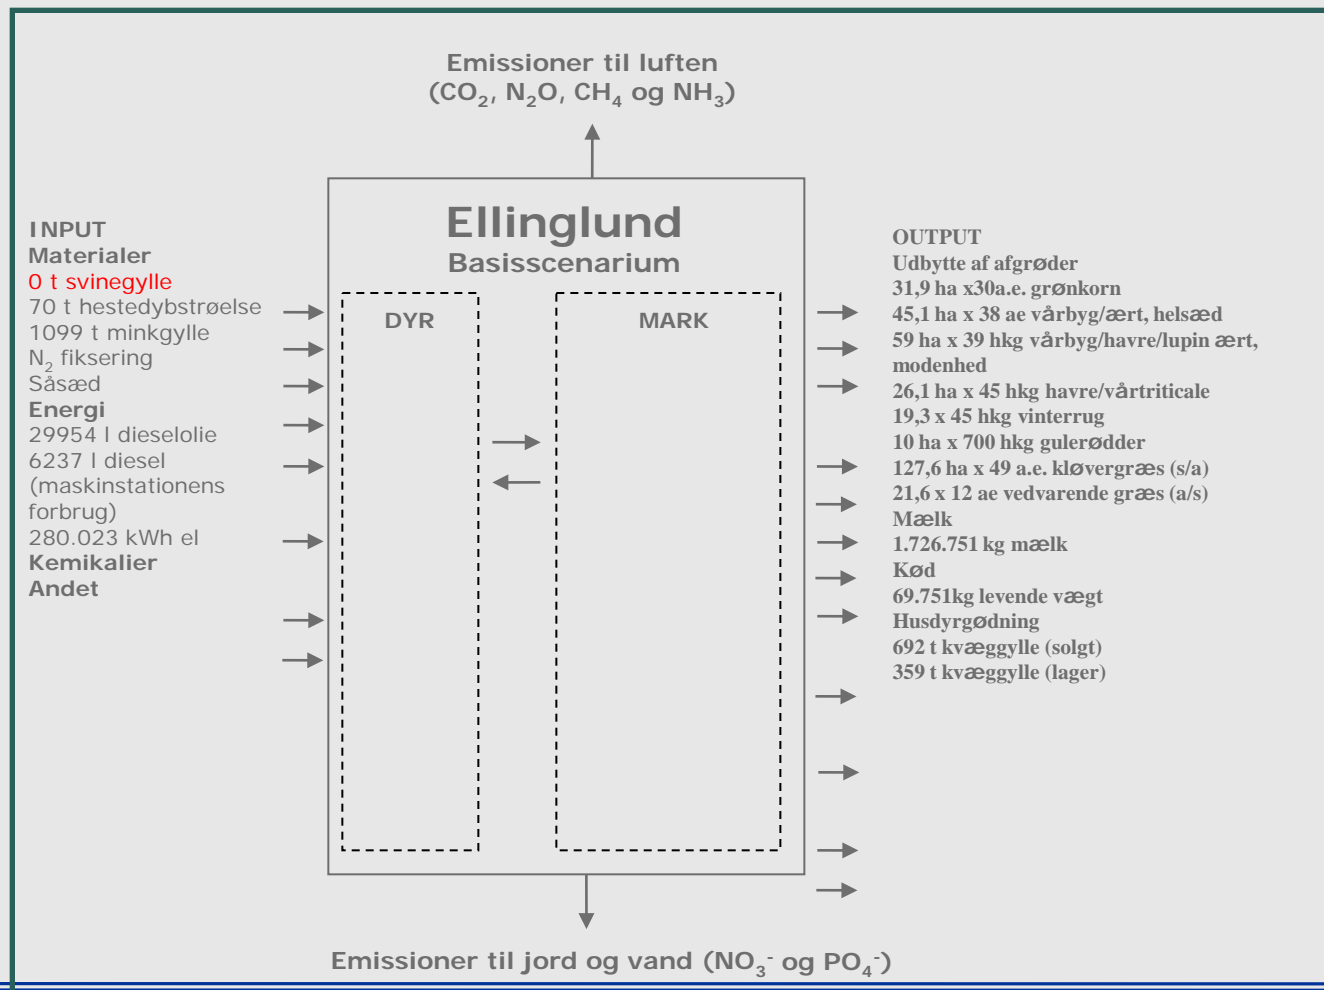 Emissioner til luften
(CO₂, N₂O, CH₄ og NH₃)
Ellinglund
Basisscenarium
DYR
MARK
INPUT
Materialer
0 t svinegylle
70 t hestedybstrøelse
1099 t minkgylle
N₂ fiksering
Såsæd
Energi
29954 l dieselolie
6237 l diesel
(maskinstationens
forbrug)
280.023 kWh el
Kemikalier
Andet
OUTPUT
Udbytte af afgrøder
31,9 ha x30a.e. grønkorn
45,1 ha x 38 ae vårbyg/ært, helsæd
59 ha x 39 hkg vårbyg/havre/lupin ært,
modenhed
26,1 ha x 45 hkg havre/vårtriticale
19,3 x 45 hkg vinterrug
10 ha x 700 hkg gulerødder
127,6 ha x 49 a.e. kløvergræs (s/a)
21,6 x 12 ae vedvarende græs (a/s)
Mælk
1.726.751 kg mælk
Kød
69.751kg levende vægt
Husdyrgødning
692 t kvæggylle (solgt)
359 t kvæggylle (lager)
Emissioner til jord og vand (NO₃⁻ og PO₄⁻)